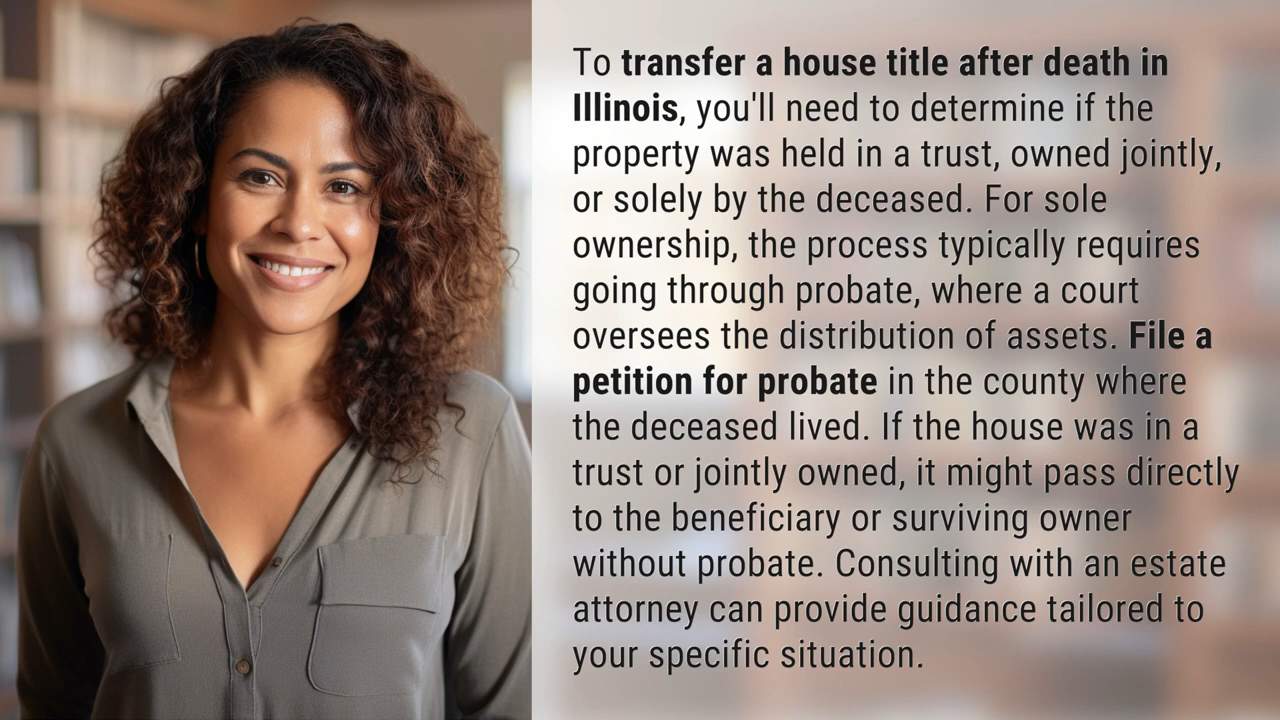 To transfer a house title after death in
Illinois, you'll need to determine if the
property was held in a trust, owned jointly,
or solely by the deceased. For sole
ownership, the process typically requires
going through probate, where a court
oversees the distribution of assets. File a
petition for probate in the county where
the deceased lived. If the house was in a
trust or jointly owned, it might pass directly
to the beneficiary or surviving owner
without probate. Consulting with an estate
attorney can provide guidance tailored to
your specific situation.